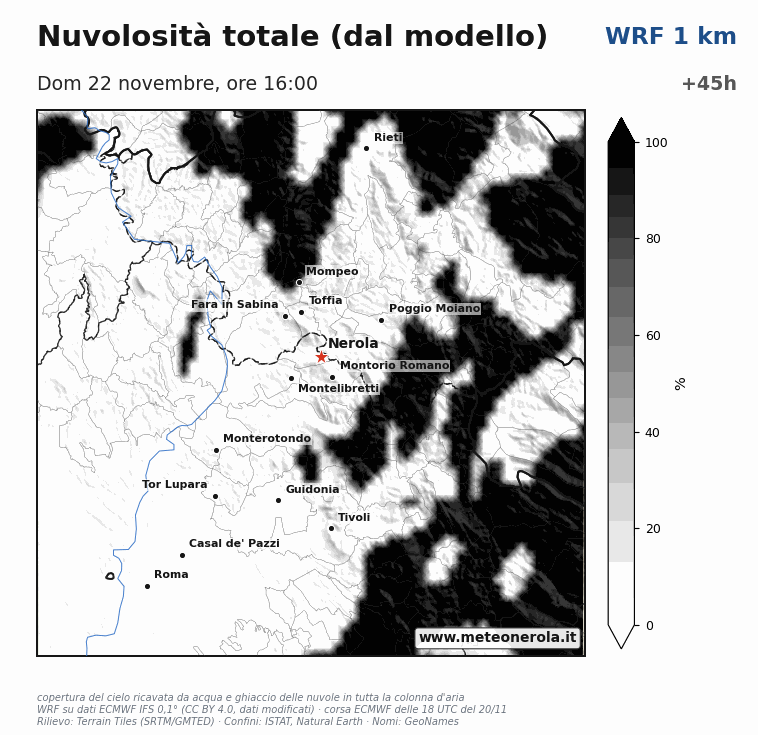 Nuvolosità totale (dal modello)
WRF 1 km
Dom 22 novembre, ore 16:00
+45h
Rieti
Mompeo
Toffia
Fara in Sabina
Poggio Moiano
Nerola
Montorio Romano
Montelibretti
Monterotondo
Tor Lupara
Guidonia
Tivoli
Casal de' Pazzi
Roma
www.meteonerola.it
100
80
60
40
20
0
%
copertura del cielo ricavata da acqua e ghiaccio delle nuvole in tutta la colonna d'aria
WRF su dati ECMWF IFS 0,1° (CC BY 4.0, dati modificati) · corsa ECMWF delle 18 UTC del 20/11
Rilievo: Terrain Tiles (SRTM/GMTED) · Confini: ISTAT, Natural Earth · Nomi: GeoNames